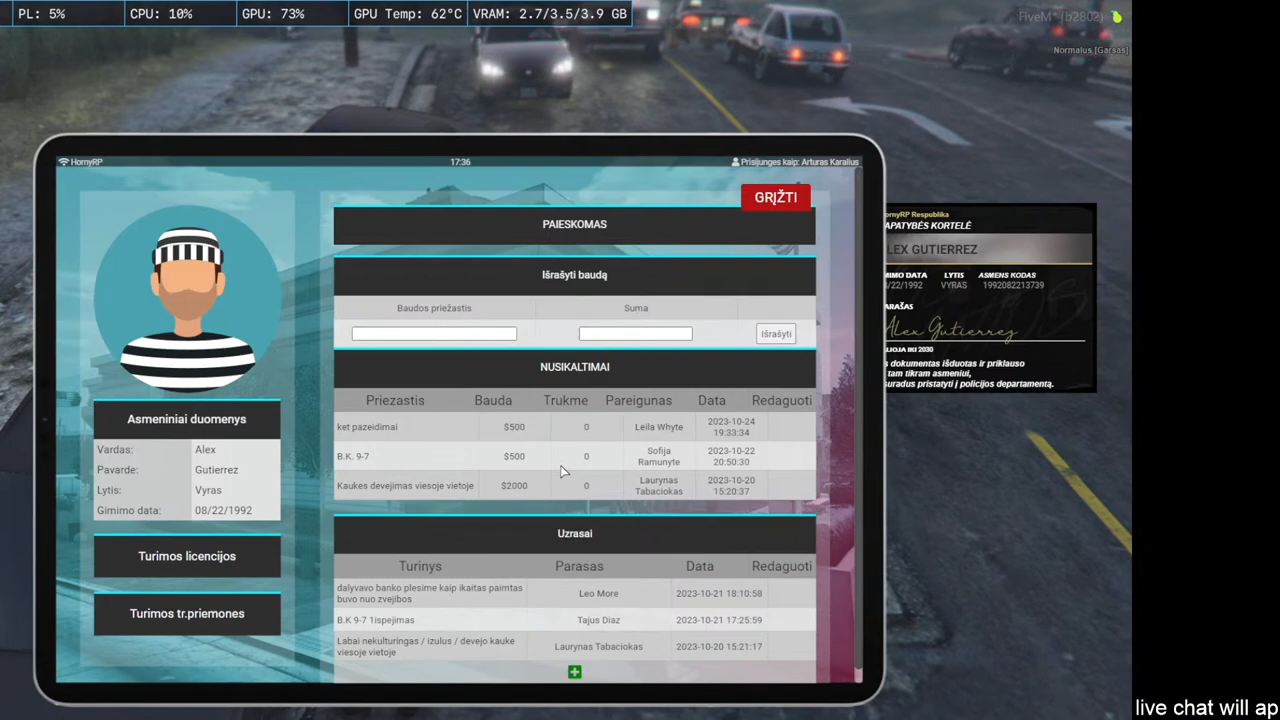 PL: 5% CPU: 10% GPU: 73% GPU Temp: 62°C VRAM: 2.7/3.5/3.9 GB
FiveM* (b2802)
Normalus [Garsas]
HornyRP 17:36 Prisijunges kaip: Arturas Karalius
GRĮŽTI
PAIESKOMAS
Išrašyti baudą
Baudos priežastis Suma
Išrašyti
NUSIKALTIMAI
Priezastis Bauda Trukme Pareigunas Data Redaguoti
ket pazeidimai $500 0 Leila Whyte 2023-10-24 19:33:34
B.K. 9-7 $500 0 Sofija Ramunyte 2023-10-22 20:50:30
Kaukes devejimas viesoje vietoje $2000 0 Laurynas Tabaciokas 2023-10-20 15:20:37
Uzrasai
Turinys Parasas Data Redaguoti
dalyvavo banko plesime kaip ikaitas paimtas
buvo nuo zvejibos
Leo More 2023-10-21 18:10:58
B.K 9-7 1ispejimas Tajus Diaz 2023-10-21 17:25:59
Labai nekulturingas / izulus / devejo kauke
viesoje vietoje
Laurynas Tabaciokas 2023-10-20 15:21:17
Asmeniniai duomenys
Vardas: Alex
Pavarde: Gutierrez
Lytis: Vyras
Gimimo data: 08/22/1992
Turimos licencijos
Turimos tr.priemones
ornyRP Respublika
APATYBĖS KORTELĖ
LEX GUTIERREZ
MIMO DATA LYTIS ASMENS KODAS
/22/1992 VYRAS 1992082213739
ARAŠAS
Alex Gutierrez
LIOJA IKI 2030
s dokumentas išduotas ir priklauso
tam tikram asmeniui,
suradus pristatyti į policijos departamentą.
live chat will ap